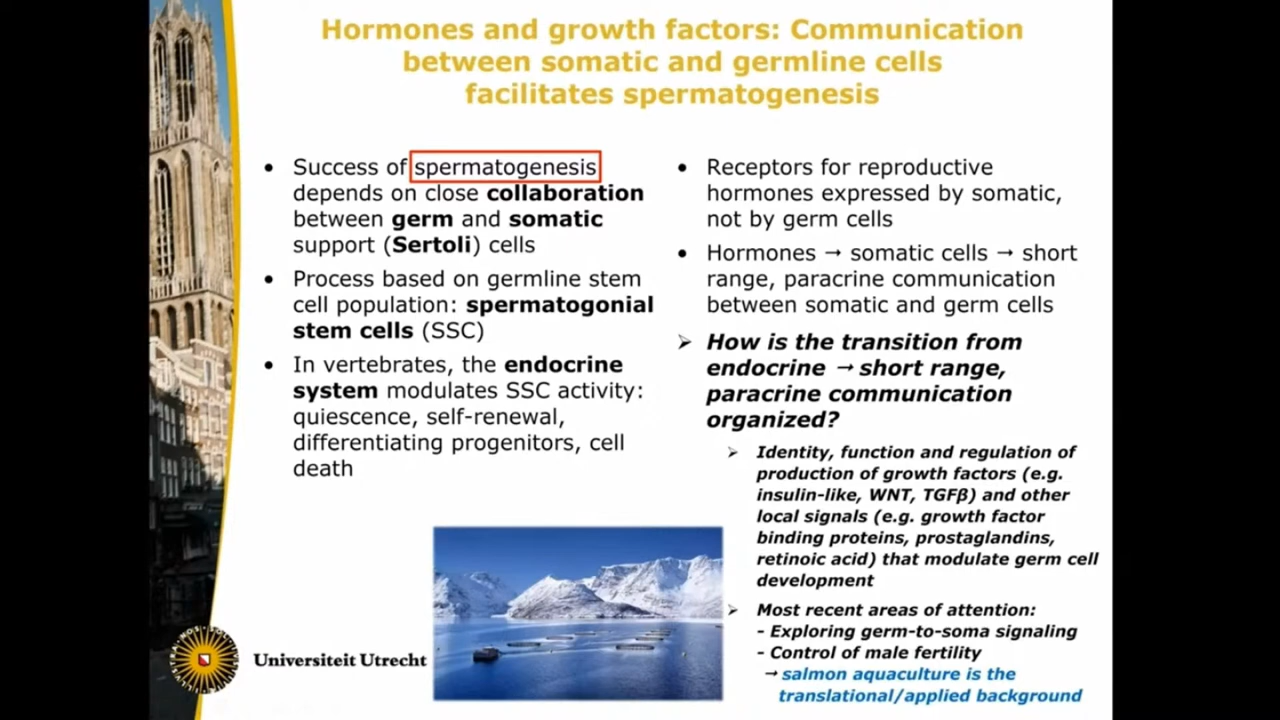 Hormones and growth factors: Communication
between somatic and germline cells
facilitates spermatogenesis
• Success of spermatogenesis
depends on close collaboration
between germ and somatic
support (Sertoli) cells
• Process based on germline stem
cell population: spermatogonial
stem cells (SSC)
• In vertebrates, the endocrine
system modulates SSC activity:
quiescence, self-renewal,
differentiating progenitors, cell
death
• Receptors for reproductive
hormones expressed by somatic,
not by germ cells
• Hormones → somatic cells → short
range, paracrine communication
between somatic and germ cells
➢ How is the transition from
endocrine → short range,
paracrine communication
organized?
➢ Identity, function and regulation of
production of growth factors (e.g.
insulin-like, WNT, TGFβ) and other
local signals (e.g. growth factor
binding proteins, prostaglandins,
retinoic acid) that modulate germ cell
development
➢ Most recent areas of attention:
- Exploring germ-to-soma signaling
- Control of male fertility
→ salmon aquaculture is the
translational/applied background
Universiteit Utrecht